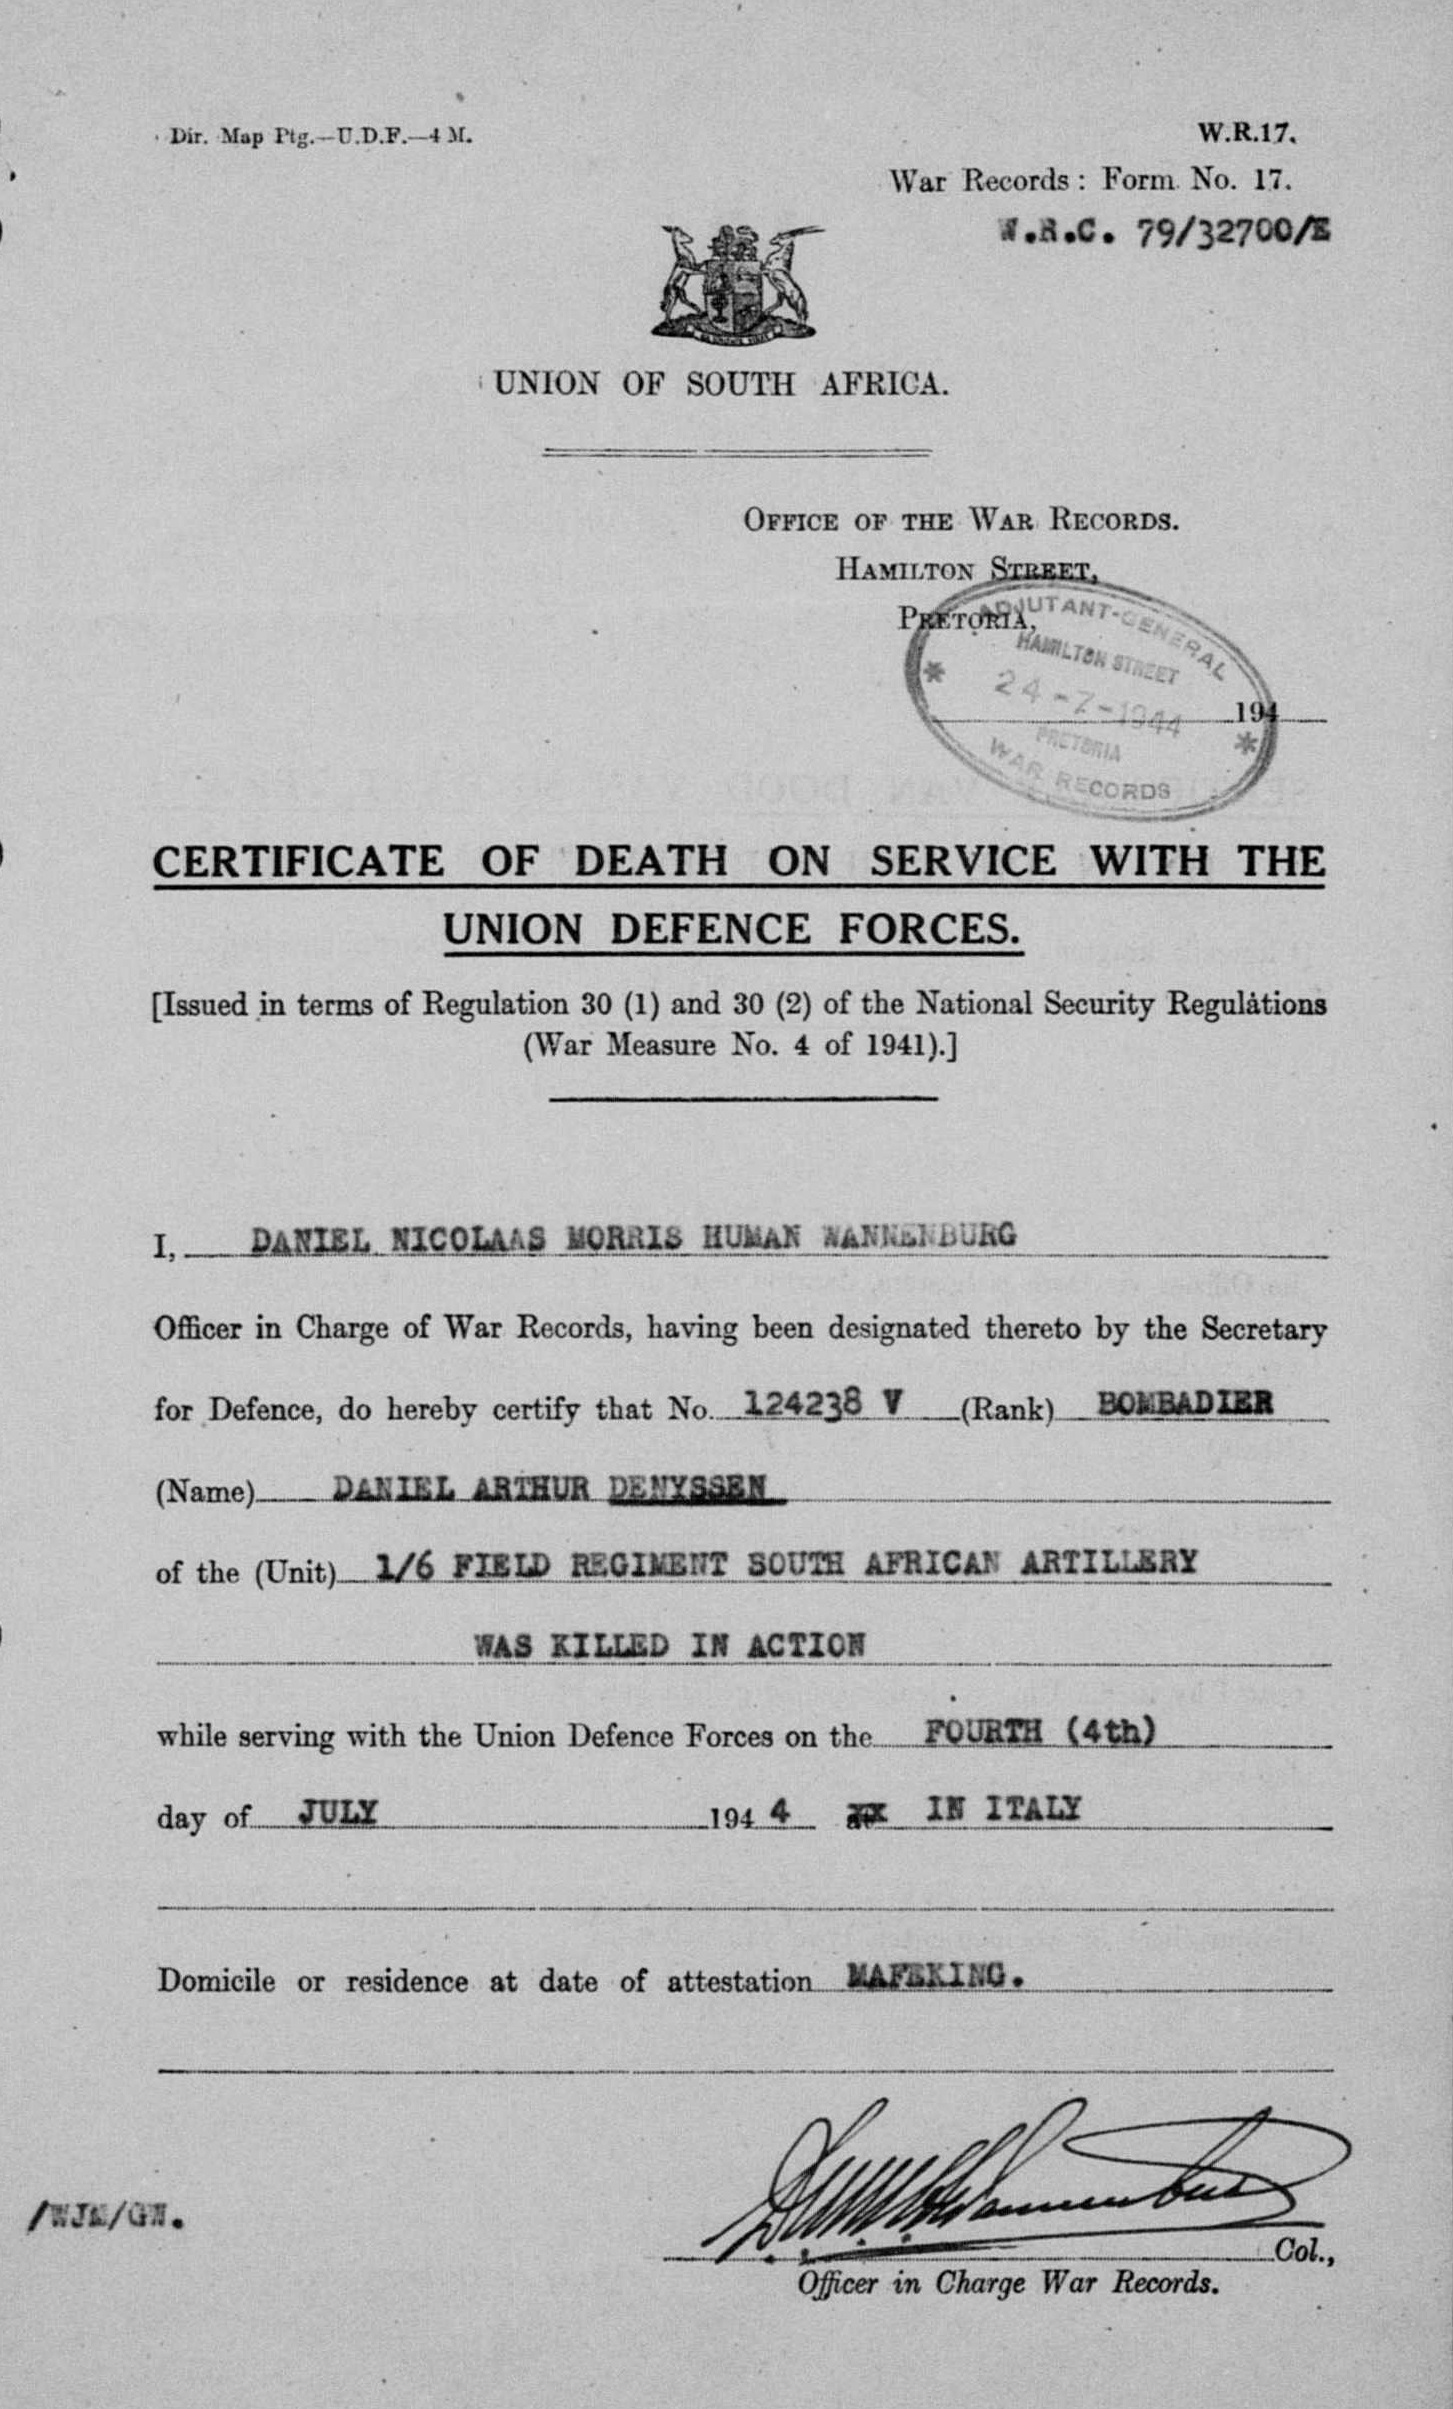 Dir. Map Ptg.—U.D.F.—4 M.
W.R.17.
War Records: Form No. 17.
W.R.C. 79/32700/E
UNION OF SOUTH AFRICA.
OFFICE OF THE WAR RECORDS.
HAMILTON STREET,
PRETORIA,
ADJUTANT-GENERAL
HAMILTON STREET
24-7-1944
194
PRETORIA
WAR RECORDS
CERTIFICATE OF DEATH ON SERVICE WITH THE
UNION DEFENCE FORCES.
[Issued in terms of Regulation 30 (1) and 30 (2) of the National Security Regulations
(War Measure No. 4 of 1941).]
I, DANIEL NICOLAAS MORRIS HUMAN WANNENBURG
Officer in Charge of War Records, having been designated thereto by the Secretary
for Defence, do hereby certify that No. 124238 V (Rank) BOMBADIER
(Name) DANIEL ARTHUR DENYSSEN
of the (Unit) 1/6 FIELD REGIMENT SOUTH AFRICAN ARTILLERY
WAS KILLED IN ACTION
while serving with the Union Defence Forces on the FOURTH (4th)
day of JULY 194 4 IN ITALY
Domicile or residence at date of attestation MAFEKING.
/WJM/GW.
Col.,
Officer in Charge War Records.